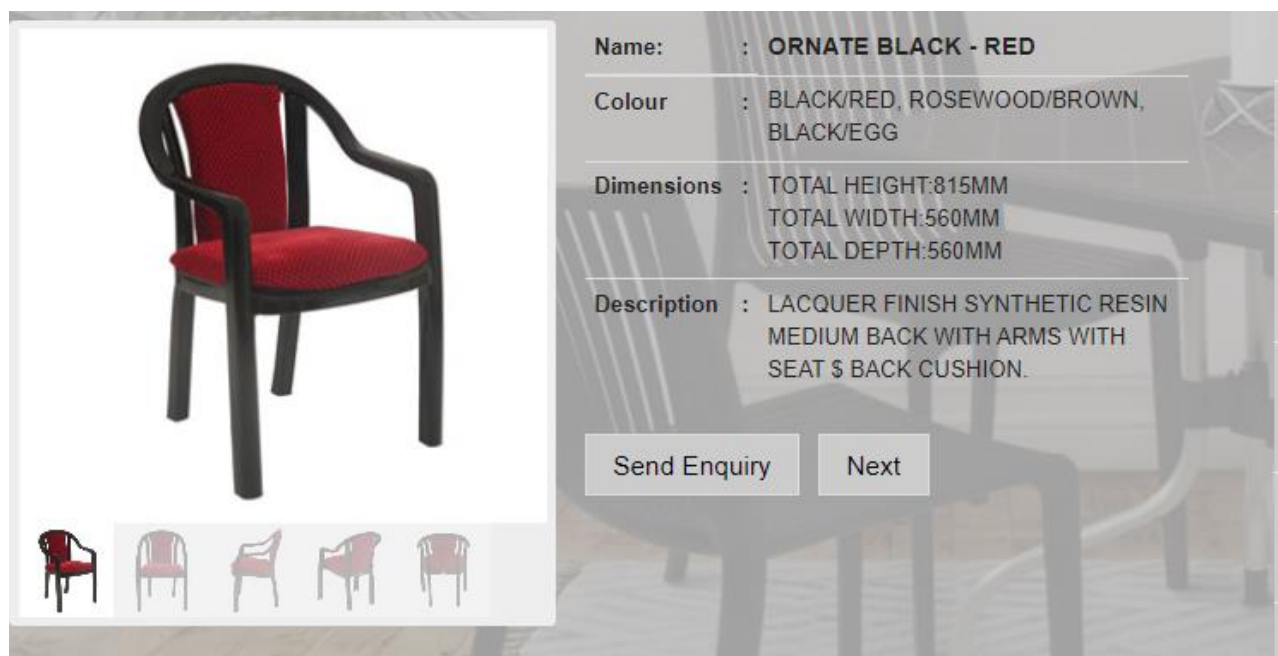 Name: : ORNATE BLACK - RED
Colour : BLACK/RED, ROSEWOOD/BROWN,
BLACK/EGG
Dimensions : TOTAL HEIGHT:815MM
TOTAL WIDTH:560MM
TOTAL DEPTH:560MM
Description : LACQUER FINISH SYNTHETIC RESIN
MEDIUM BACK WITH ARMS WITH
SEAT $ BACK CUSHION.
Send Enquiry Next